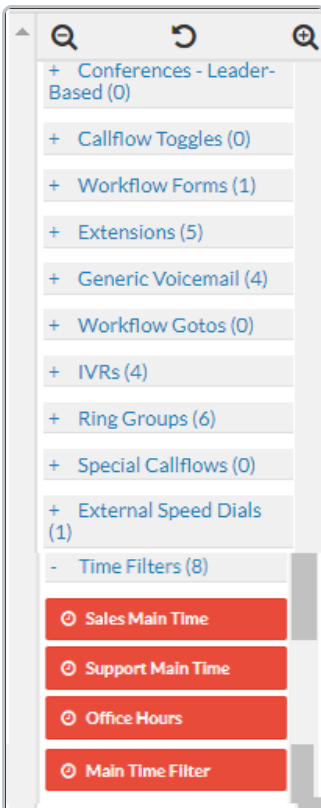 + Conferences - Leader-
Based (0)
+ Callflow Toggles (0)
+ Workflow Forms (1)
+ Extensions (5)
+ Generic Voicemail (4)
+ Workflow Gotos (0)
+ IVRs (4)
+ Ring Groups (6)
+ Special Callflows (0)
+ External Speed Dials
(1)
- Time Filters (8)
Sales Main Time
Support Main Time
Office Hours
Main Time Filter